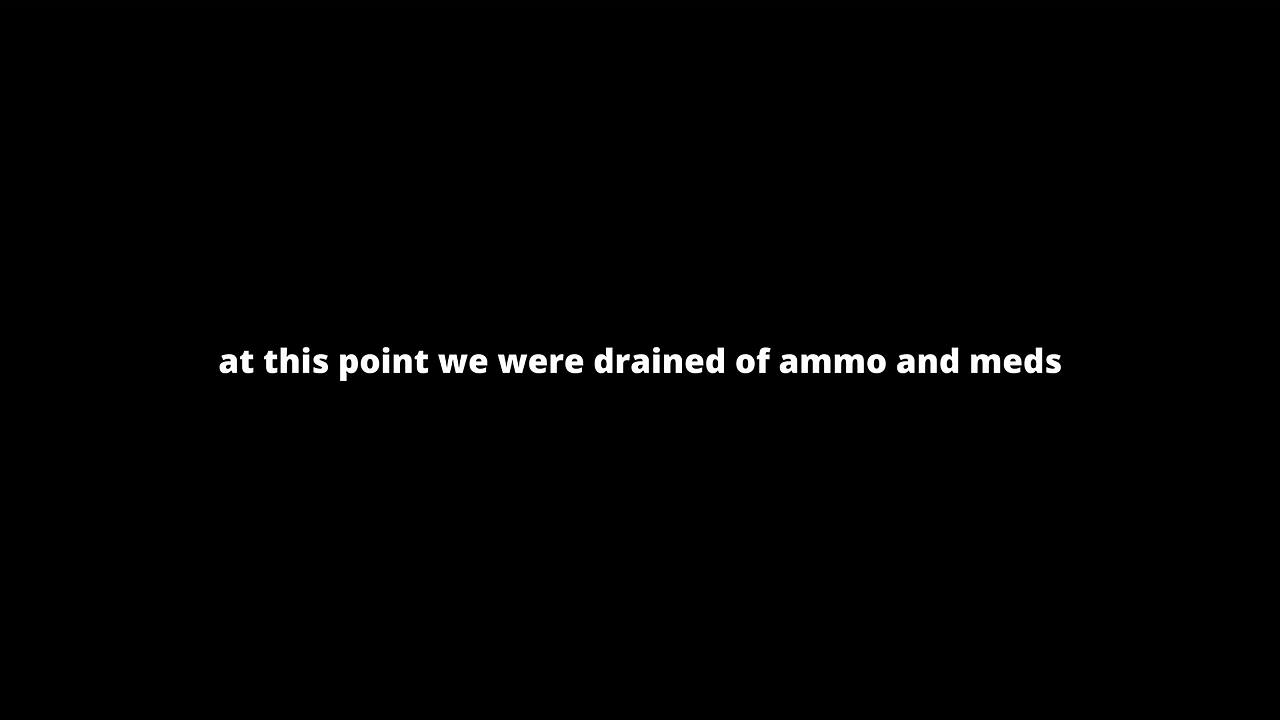 at this point we were drained of ammo and meds